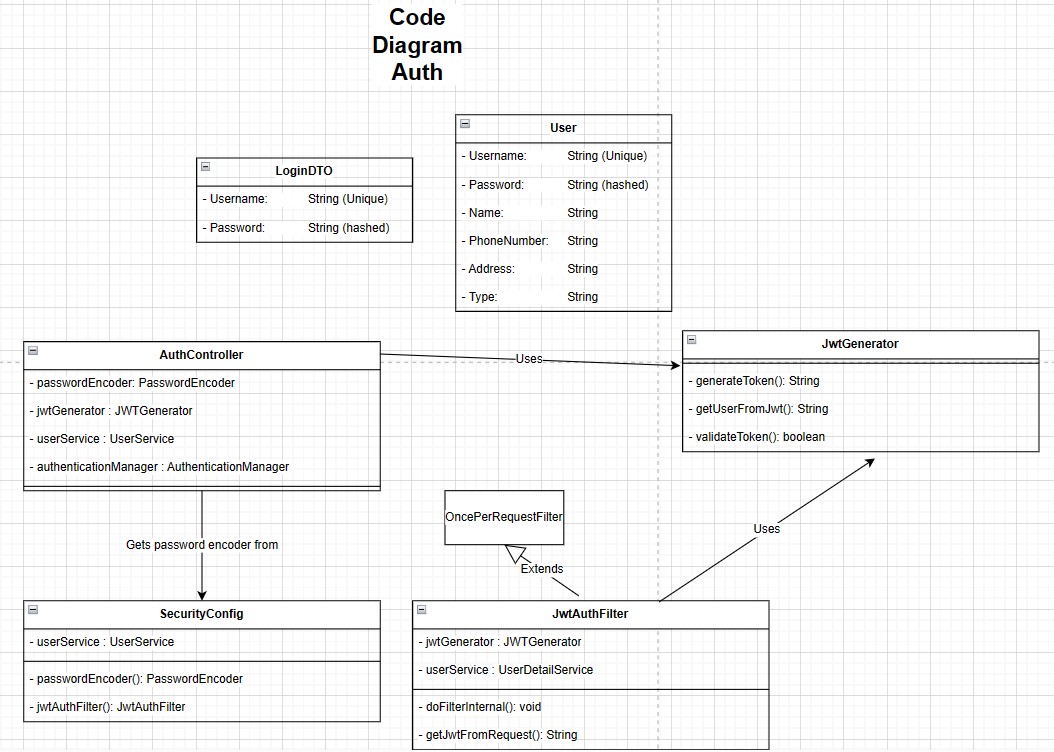 Code
Diagram
Auth
User
- Username: String (Unique)
- Password: String (hashed)
- Name: String
- PhoneNumber: String
- Address: String
- Type: String
LoginDTO
- Username: String (Unique)
- Password: String (hashed)
AuthController
- passwordEncoder: PasswordEncoder
- jwtGenerator : JWTGenerator
- userService : UserService
- authenticationManager : AuthenticationManager
Uses
JwtGenerator
- generateToken(): String
- getUserFromJwt(): String
- validateToken(): boolean
Gets password encoder from
OncePerRequestFilter
Extends
Uses
SecurityConfig
- userService : UserService
- passwordEncoder(): PasswordEncoder
- jwtAuthFilter(): JwtAuthFilter
JwtAuthFilter
- jwtGenerator : JWTGenerator
- userService : UserDetailService
- doFilterInternal(): void
- getJwtFromRequest(): String